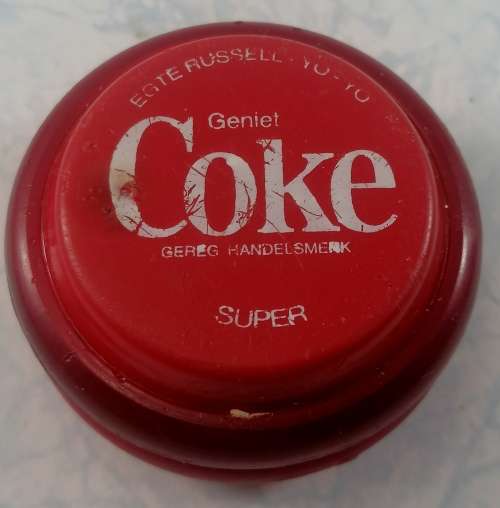 EGTE RUSSELL · YO-YO
Geniet
Coke
GEREG HANDELSMERK
SUPER